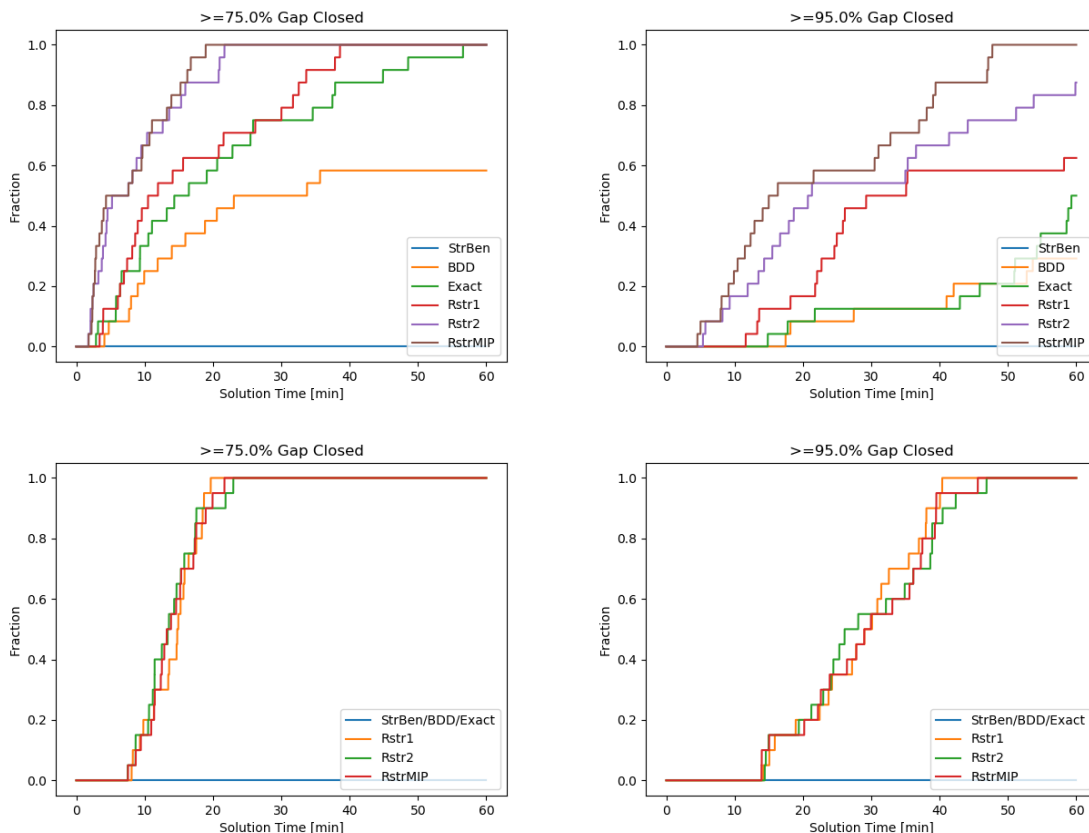 >=75.0% Gap Closed
1.0
0.8
0.6
0.4
0.2
0.0
Fraction
StrBen
BDD
Exact
Rstr1
Rstr2
RstrMIP
0 10 20 30 40 50 60
Solution Time [min]
>=95.0% Gap Closed
1.0
0.8
0.6
0.4
0.2
0.0
Fraction
StrBen
BDD
Exact
Rstr1
Rstr2
RstrMIP
0 10 20 30 40 50 60
Solution Time [min]
>=75.0% Gap Closed
1.0
0.8
0.6
0.4
0.2
0.0
Fraction
StrBen/BDD/Exact
Rstr1
Rstr2
RstrMIP
0 10 20 30 40 50 60
Solution Time [min]
>=95.0% Gap Closed
1.0
0.8
0.6
0.4
0.2
0.0
Fraction
StrBen/BDD/Exact
Rstr1
Rstr2
RstrMIP
0 10 20 30 40 50 60
Solution Time [min]